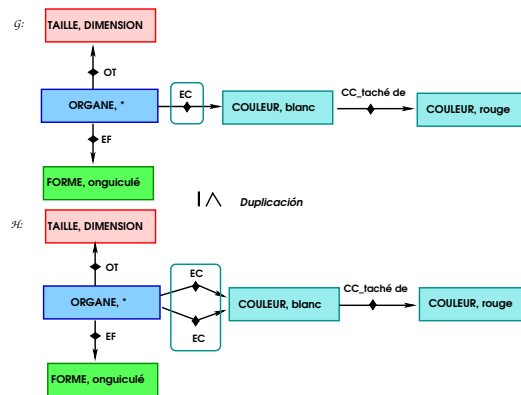 G:
TAILLE, DIMENSION
OT
EC
CC_taché de
ORGANE, *
COULEUR, blanc
COULEUR, rouge
EF
FORME, onguiculé
I∧ Duplicación
H:
TAILLE, DIMENSION
OT
EC
CC_taché de
ORGANE, *
COULEUR, blanc
COULEUR, rouge
EF
EC
FORME, onguiculé